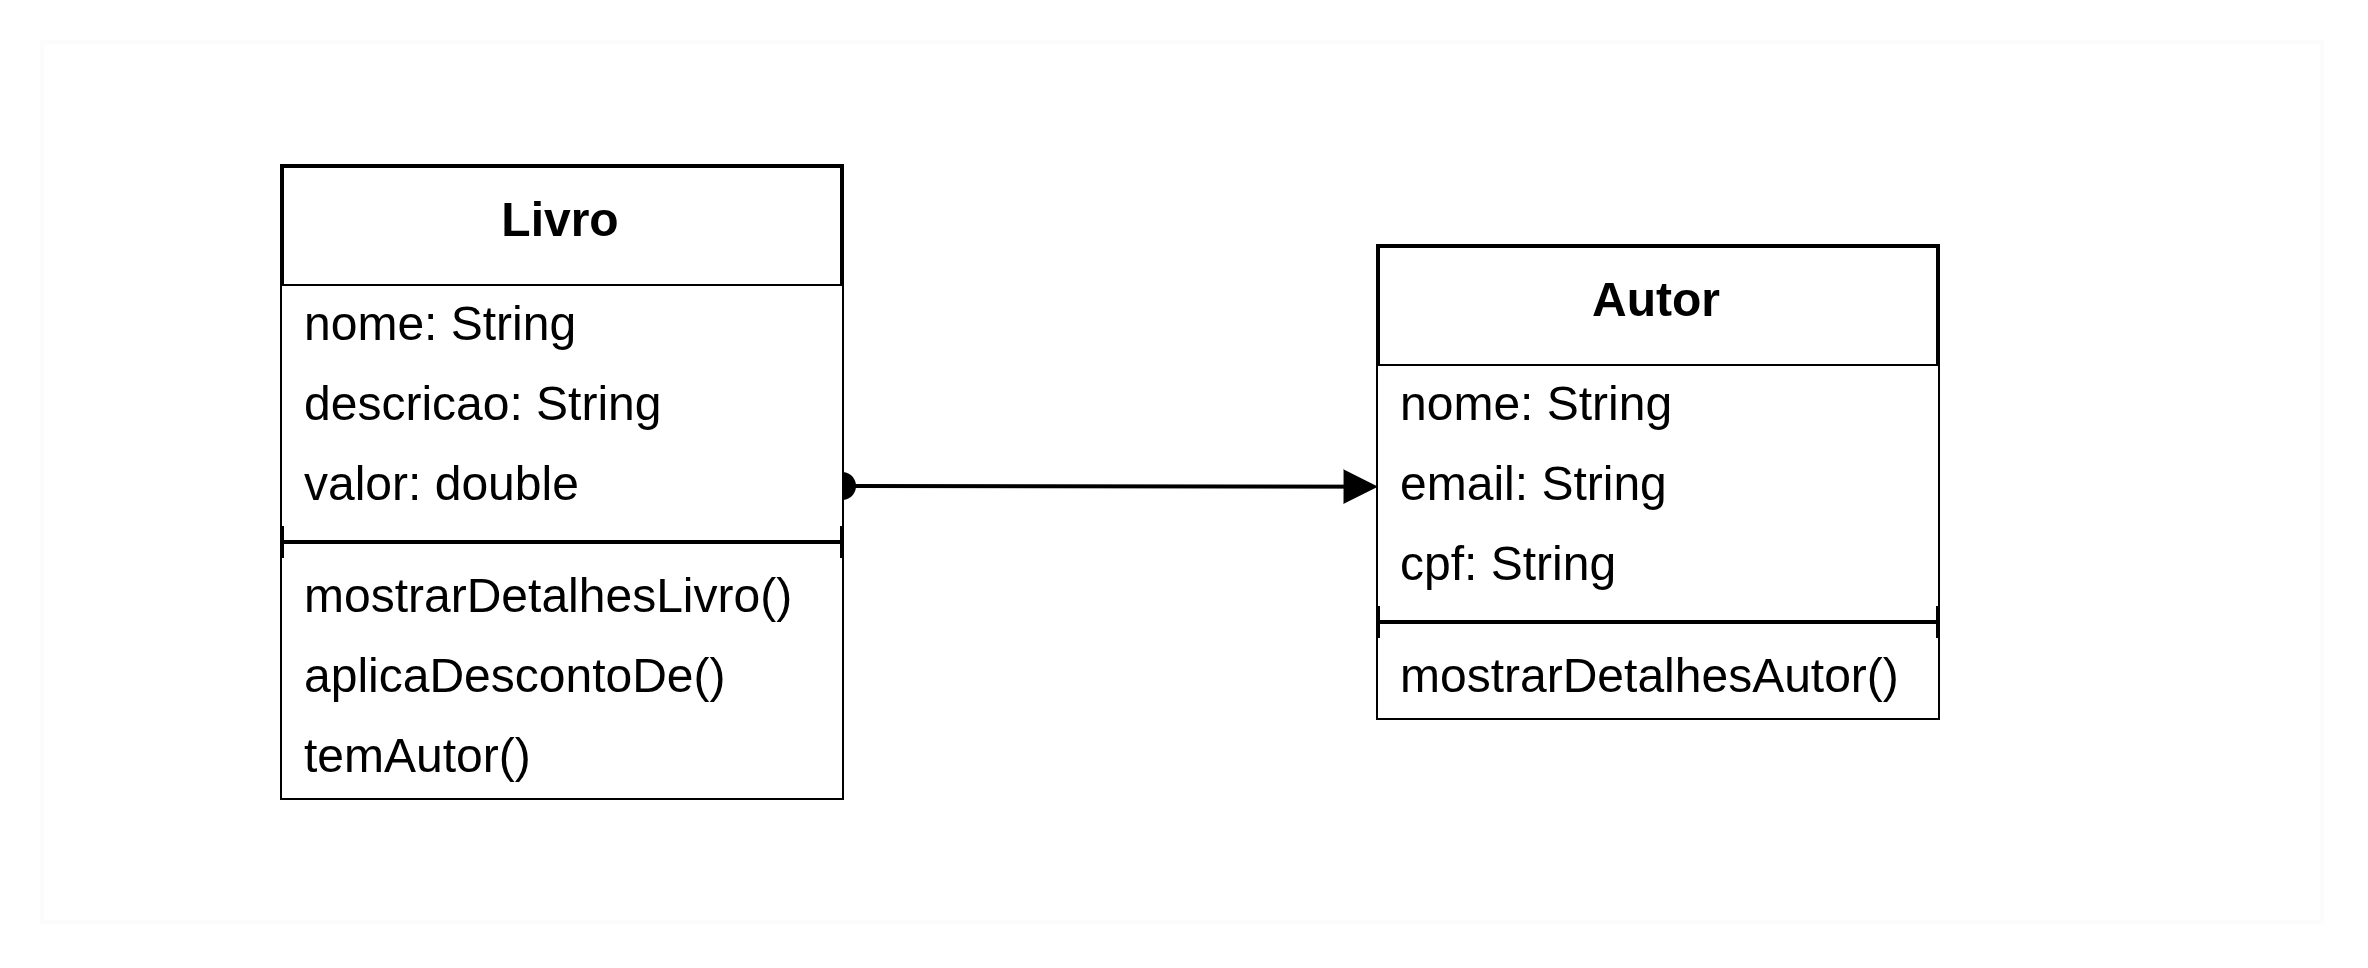 Livro
nome: String
descricao: String
valor: double
mostrarDetalhesLivro()
aplicaDescontoDe()
temAutor()
Autor
nome: String
email: String
cpf: String
mostrarDetalhesAutor()